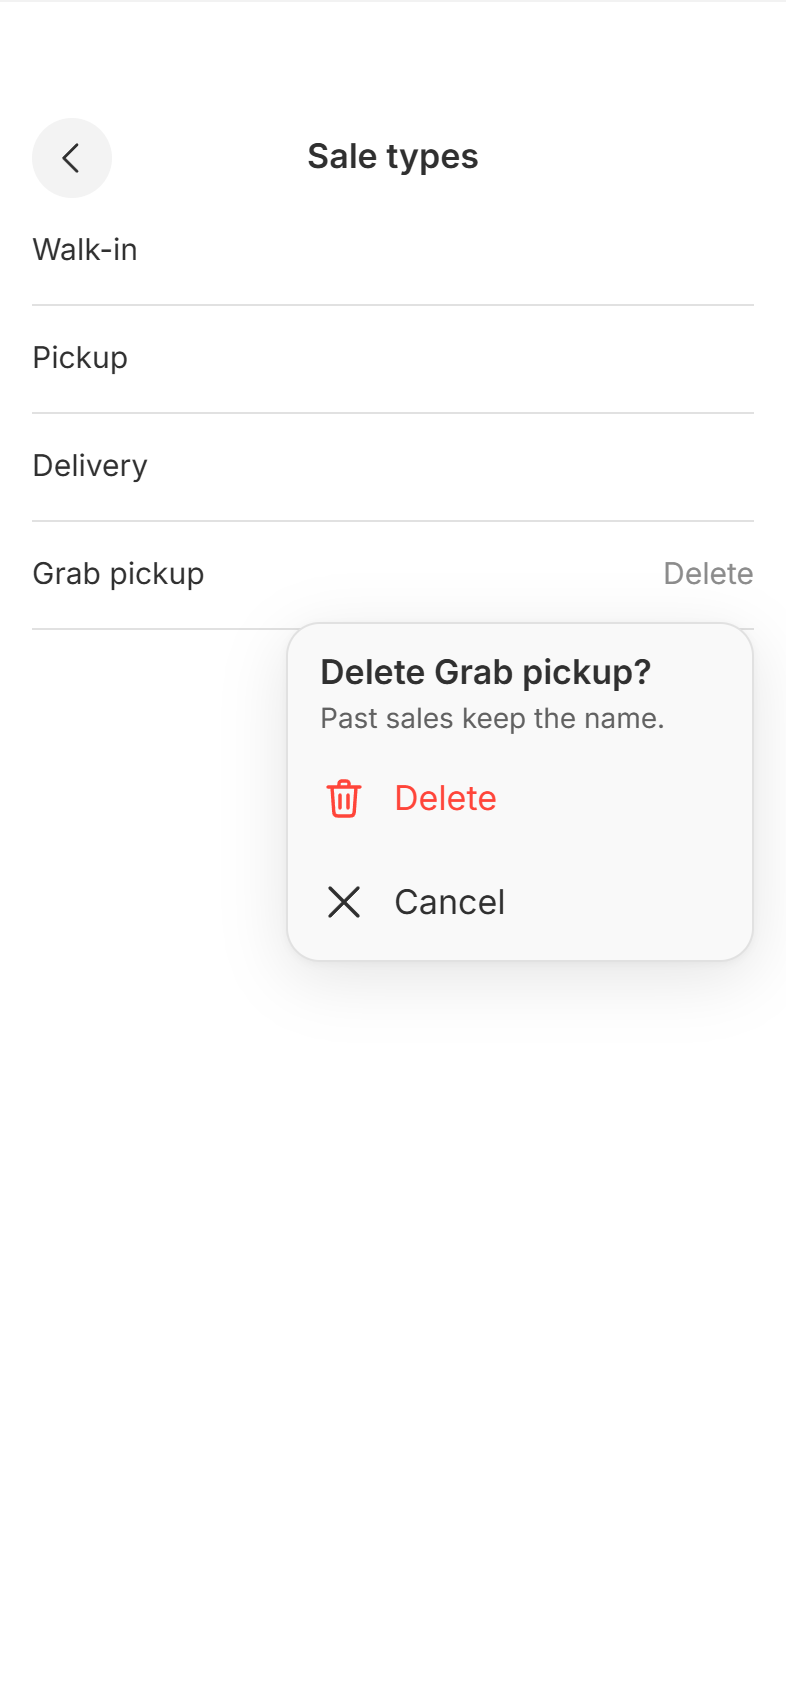 Sale types
Walk-in
Pickup
Delivery
Grab pickup
Delete
Delete Grab pickup?
Past sales keep the name.
Delete
Cancel